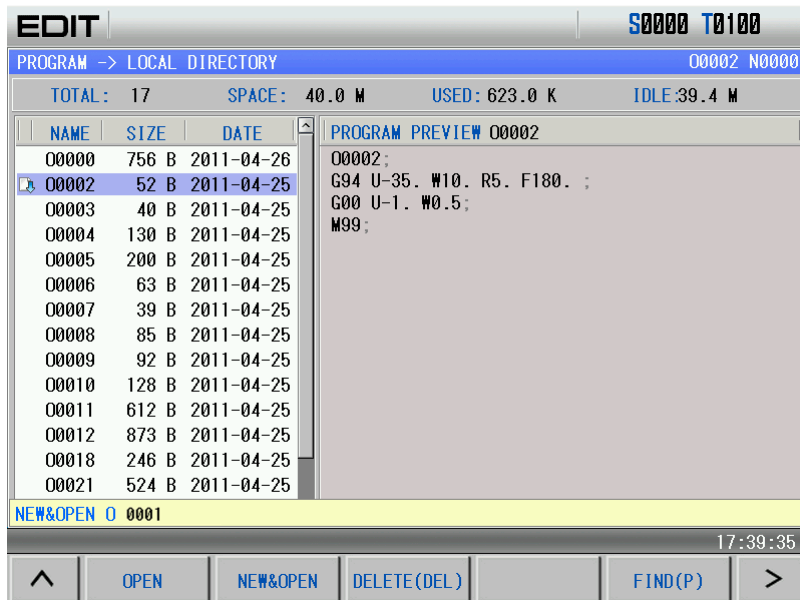 EDIT S0000 T0100
PROGRAM -> LOCAL DIRECTORY O0002 N0000
TOTAL: 17 SPACE: 40.0 M USED: 623.0 K IDLE:39.4 M
NAME SIZE DATE
O0000 756 B 2011-04-26
O0002 52 B 2011-04-25
O0003 40 B 2011-04-25
O0004 130 B 2011-04-25
O0005 200 B 2011-04-25
O0006 63 B 2011-04-25
O0007 39 B 2011-04-25
O0008 85 B 2011-04-25
O0009 92 B 2011-04-25
O0010 128 B 2011-04-25
O0011 612 B 2011-04-25
O0012 873 B 2011-04-25
O0018 246 B 2011-04-25
O0021 524 B 2011-04-25
PROGRAM PREVIEW O0002
O0002;
G94 U-35. W10. R5. F180. ;
G00 U-1. W0.5;
M99;
NEW&OPEN O 0001
17:39:35
OPEN NEW&OPEN DELETE(DEL) FIND(P) >